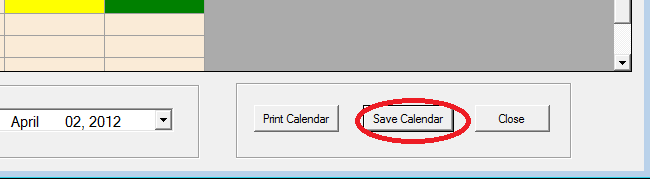 April 02, 2012
Print Calendar
Save Calendar
Close